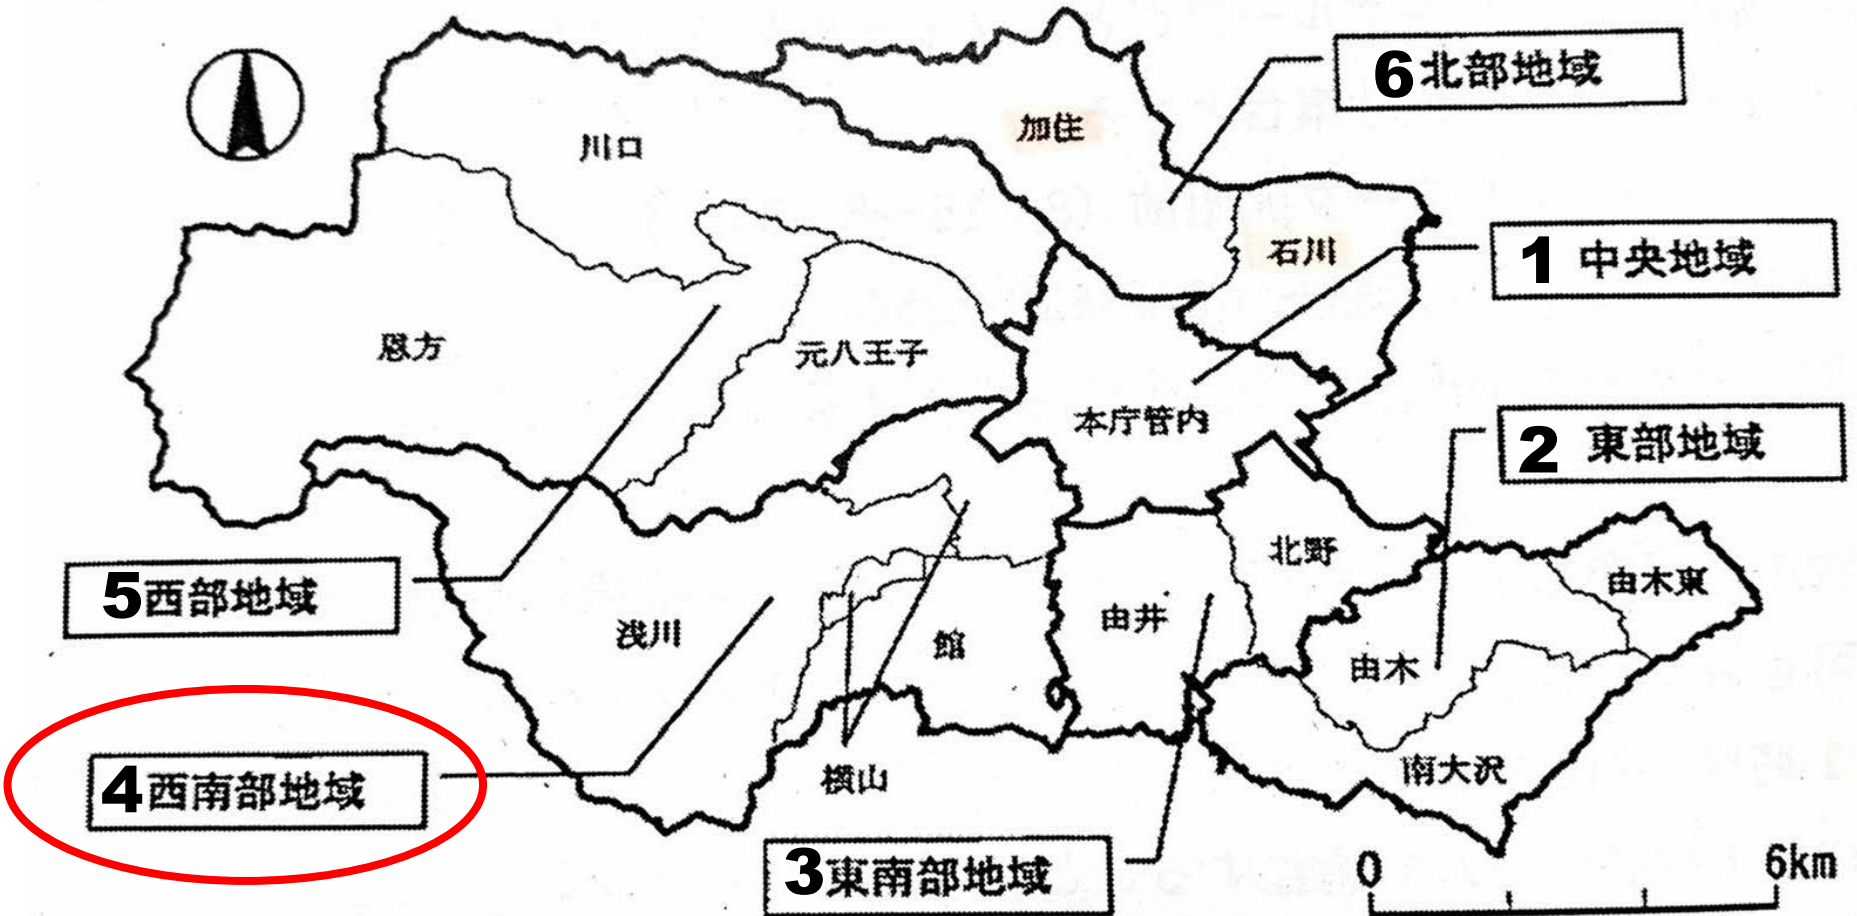 6北部地域
加住
川口
1 中央地域
石川
恩方
元八王子
本庁管内
2 東部地域
北野
由木東
5西部地域
由井
浅川
館
由木
4西南部地域
横山
南大沢
3東南部地域
0 6km